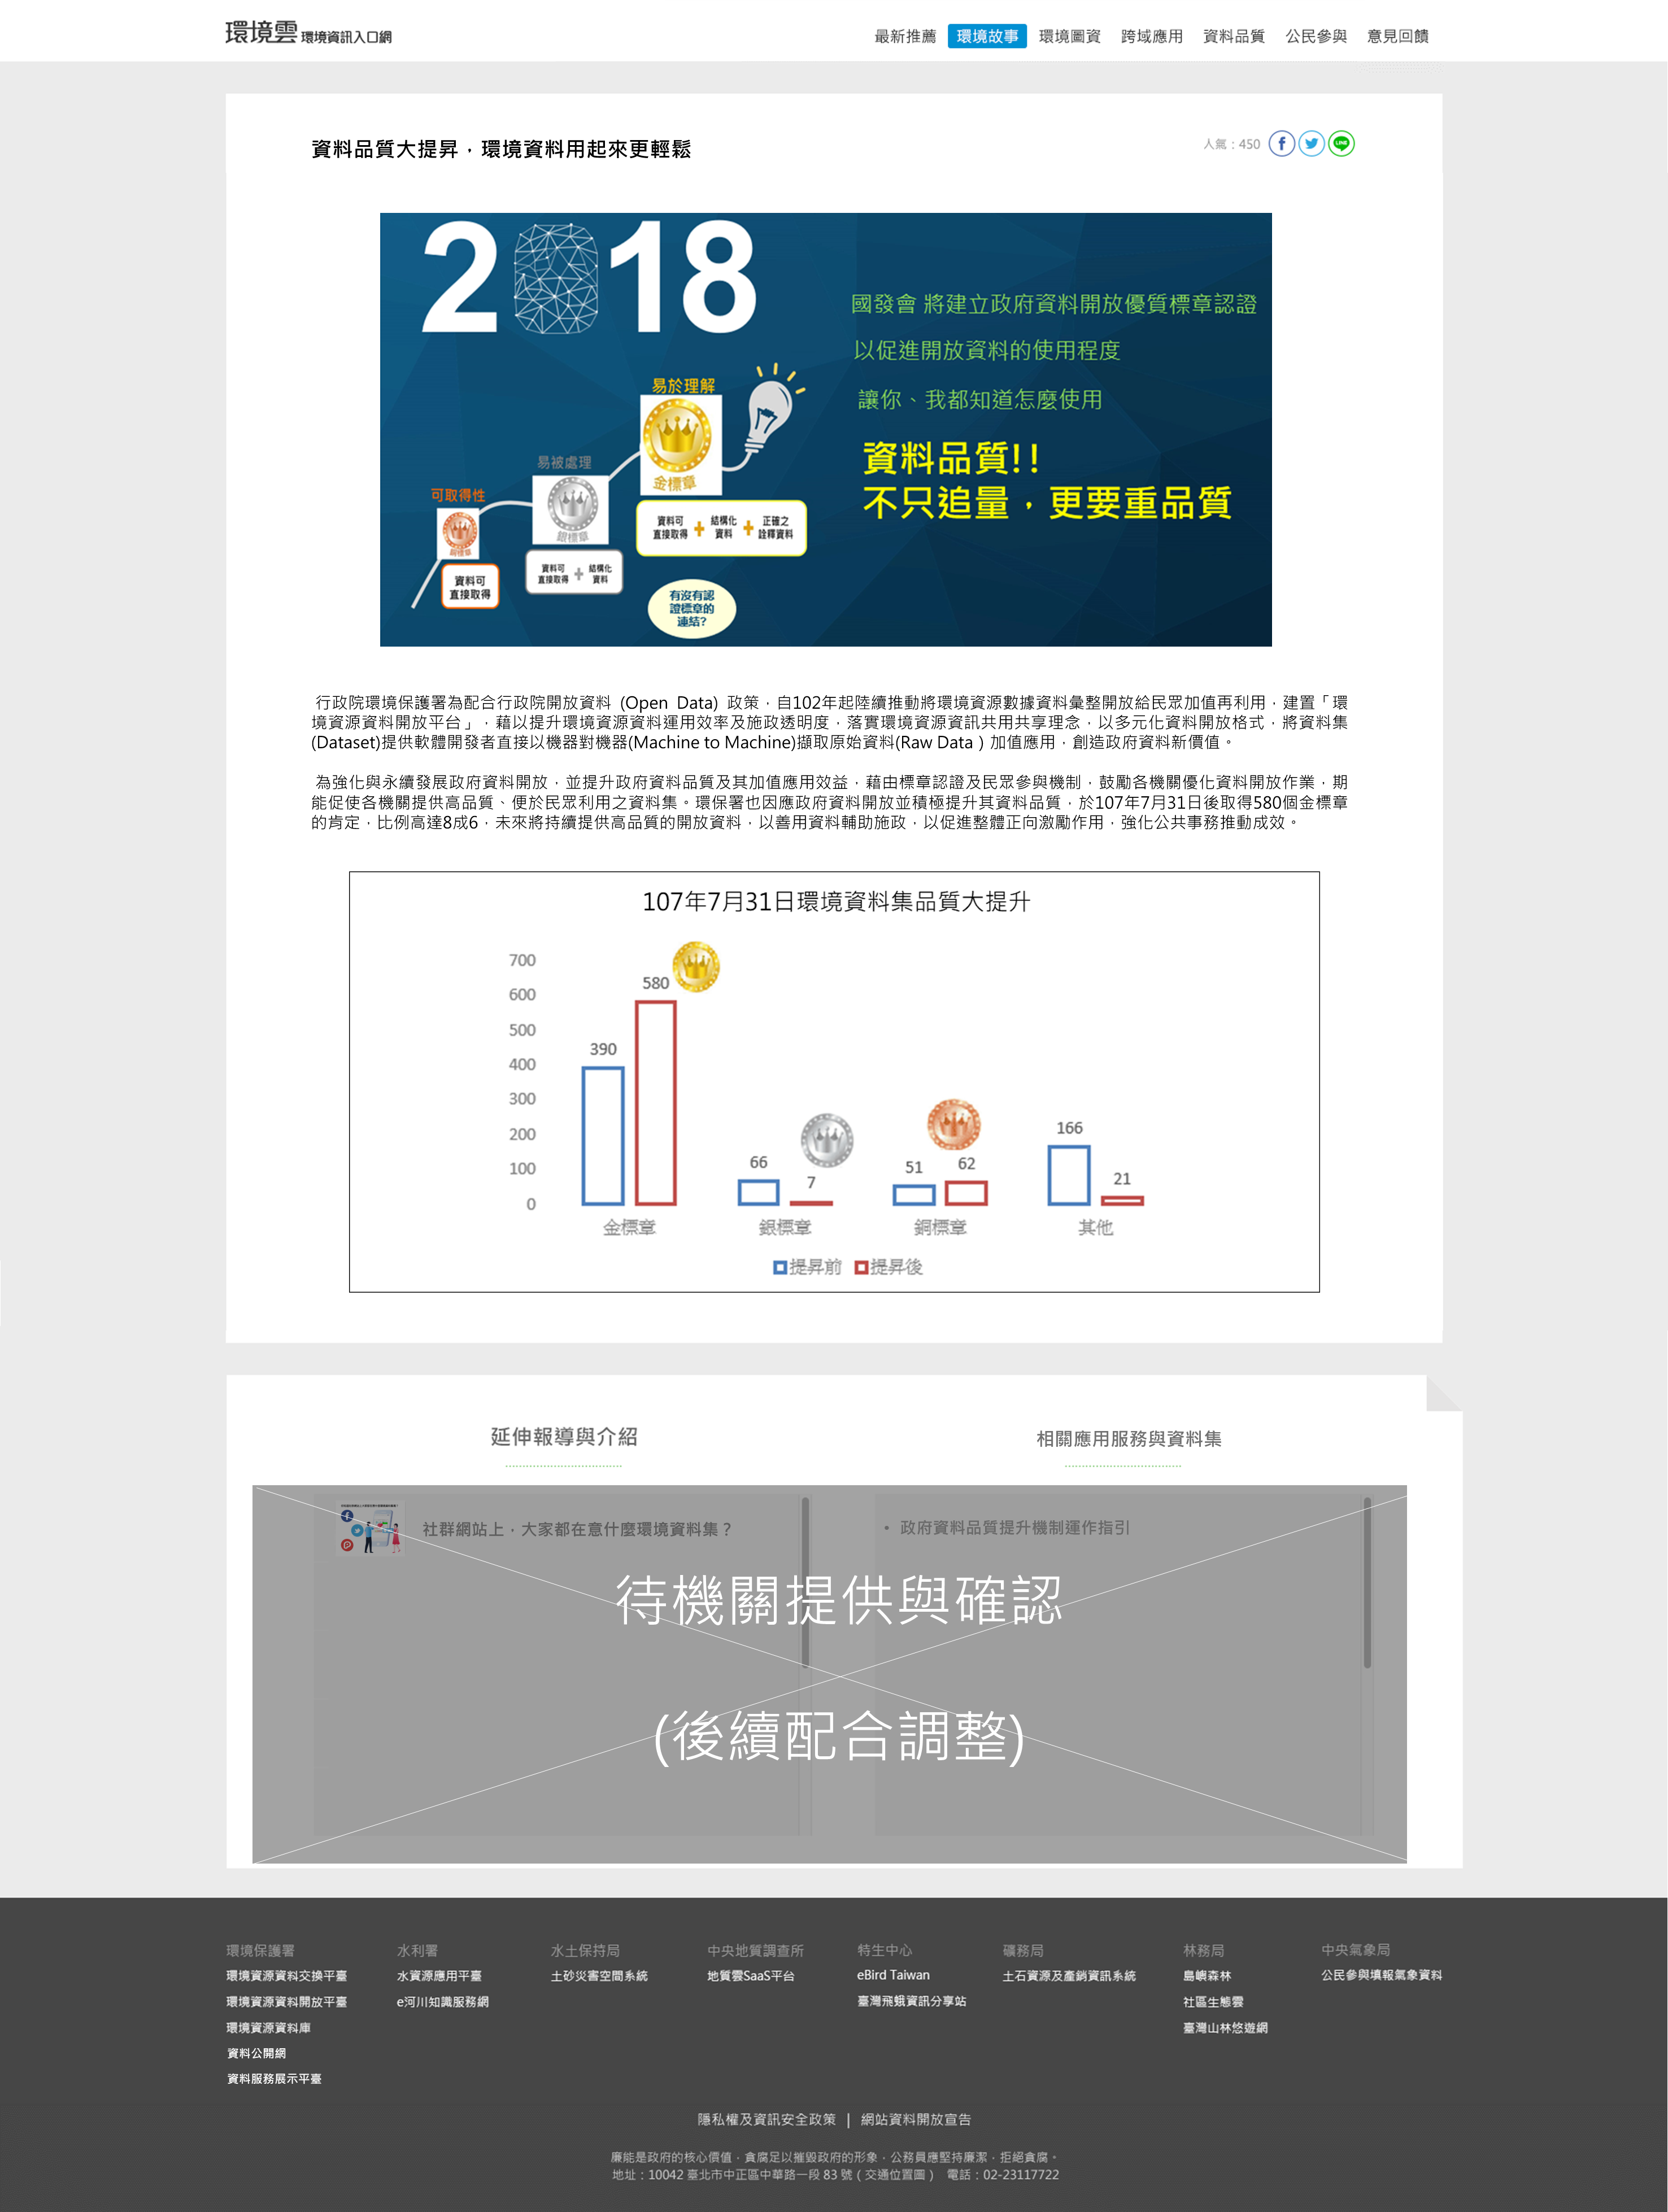 環境雲 環境資訊入口網
最新推薦 環境故事 環境圖資 跨域應用 資料品質 公民參與 意見回饋
資料品質大提昇，環境資料用起來更輕鬆
人氣：450
2018
國發會 將建立政府資料開放優質標章認證
以促進開放資料的使用程度
讓你、我都知道怎麼使用
資料品質!!
不只追量，更要重品質
易於理解
金標章
資料可直接取得 + 結構化資料 + 正確之詮釋資料
易被處理
銀標章
資料可直接取得 + 結構化資料
可取得性
銅標章
資料可
直接取得
有沒有認
證標章的
連結?
行政院環境保護署為配合行政院開放資料 (Open Data) 政策，自102年起陸續推動將環境資源數據資料彙整開放給民眾加值再利用，建置「環
境資源資料開放平台」，藉以提升環境資源資料運用效率及施政透明度，落實環境資源資訊共用共享理念，以多元化資料開放格式，將資料集
(Dataset)提供軟體開發者直接以機器對機器(Machine to Machine)擷取原始資料(Raw Data ) 加值應用，創造政府資料新價值。
為強化與永續發展政府資料開放，並提升政府資料品質及其加值應用效益，藉由標章認證及民眾參與機制，鼓勵各機關優化資料開放作業，期
能促使各機關提供高品質、便於民眾利用之資料集。環保署也因應政府資料開放並積極提升其資料品質，於107年7月31日後取得580個金標章
的肯定，比例高達8成6，未來將持續提供高品質的開放資料，以善用資料輔助施政，以促進整體正向激勵作用，強化公共事務推動成效。
107年7月31日環境資料集品質大提升
700
600
500
400
300
200
100
0
390
580
66
7
51
62
166
21
金標章 銀標章 銅標章 其他
提昇前 提昇後
延伸報導與介紹
相關應用服務與資料集
社群網站上，大家都在意什麼環境資料集？
• 政府資料品質提升機制運作指引
待機關提供與確認
(後續配合調整)
環境保護署
環境資源資料交換平臺
環境資源資料開放平臺
環境資源資料庫
資料公開網
資料服務展示平臺
水利署
水資源應用平臺
e河川知識服務網
水土保持局
土砂災害空間系統
中央地質調查所
地質雲SaaS平台
特生中心
eBird Taiwan
臺灣飛蛾資訊分享站
礦務局
土石資源及產銷資訊系統
林務局
島嶼森林
社區生態雲
臺灣山林悠遊網
中央氣象局
公民參與填報氣象資料
隱私權及資訊安全政策 | 網站資料開放宣告
廉能是政府的核心價值，貪腐足以摧毀政府的形象，公務員應堅持廉潔，拒絕貪腐。
地址：10042 臺北市中正區中華路一段 83 號 ( 交通位置圖 ) 電話：02-23117722